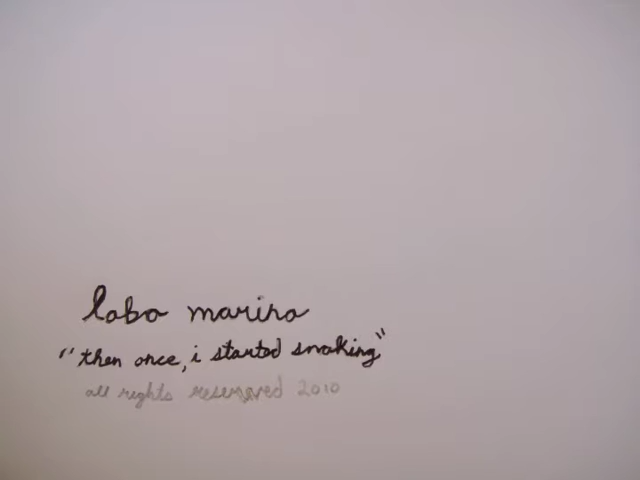 lobo marino
"then once, i started smoking"
all rights reserved 2010